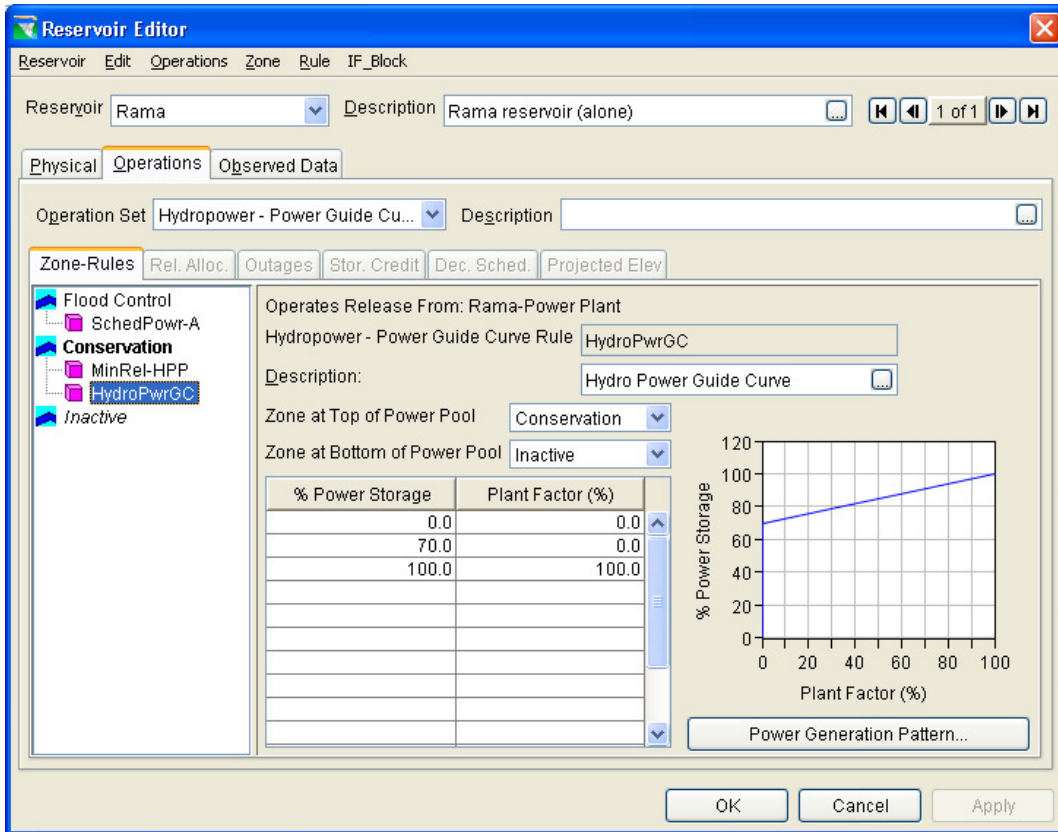 Reservoir Editor
Reservoir Edit Operations Zone Rule IF_Block
Reservoir Rama Description Rama reservoir (alone) ... 1 of 1
Physical Operations Observed Data
Operation Set Hydropower - Power Guide Cu... Description ...
Zone-Rules Rel. Alloc. Outages Stor. Credit Dec. Sched. Projected Elev
Flood Control
SchedPowr-A
Conservation
MinRel-HPP
HydroPwrGC
Inactive
Operates Release From: Rama-Power Plant
Hydropower - Power Guide Curve Rule HydroPwrGC
Description: Hydro Power Guide Curve ...
Zone at Top of Power Pool Conservation
Zone at Bottom of Power Pool Inactive
% Power Storage Plant Factor (%)
0.0 0.0
70.0 0.0
100.0 100.0
% Power Storage
120
100
80
60
40
20
0
0 20 40 60 80 100
Plant Factor (%)
Power Generation Pattern...
OK Cancel Apply